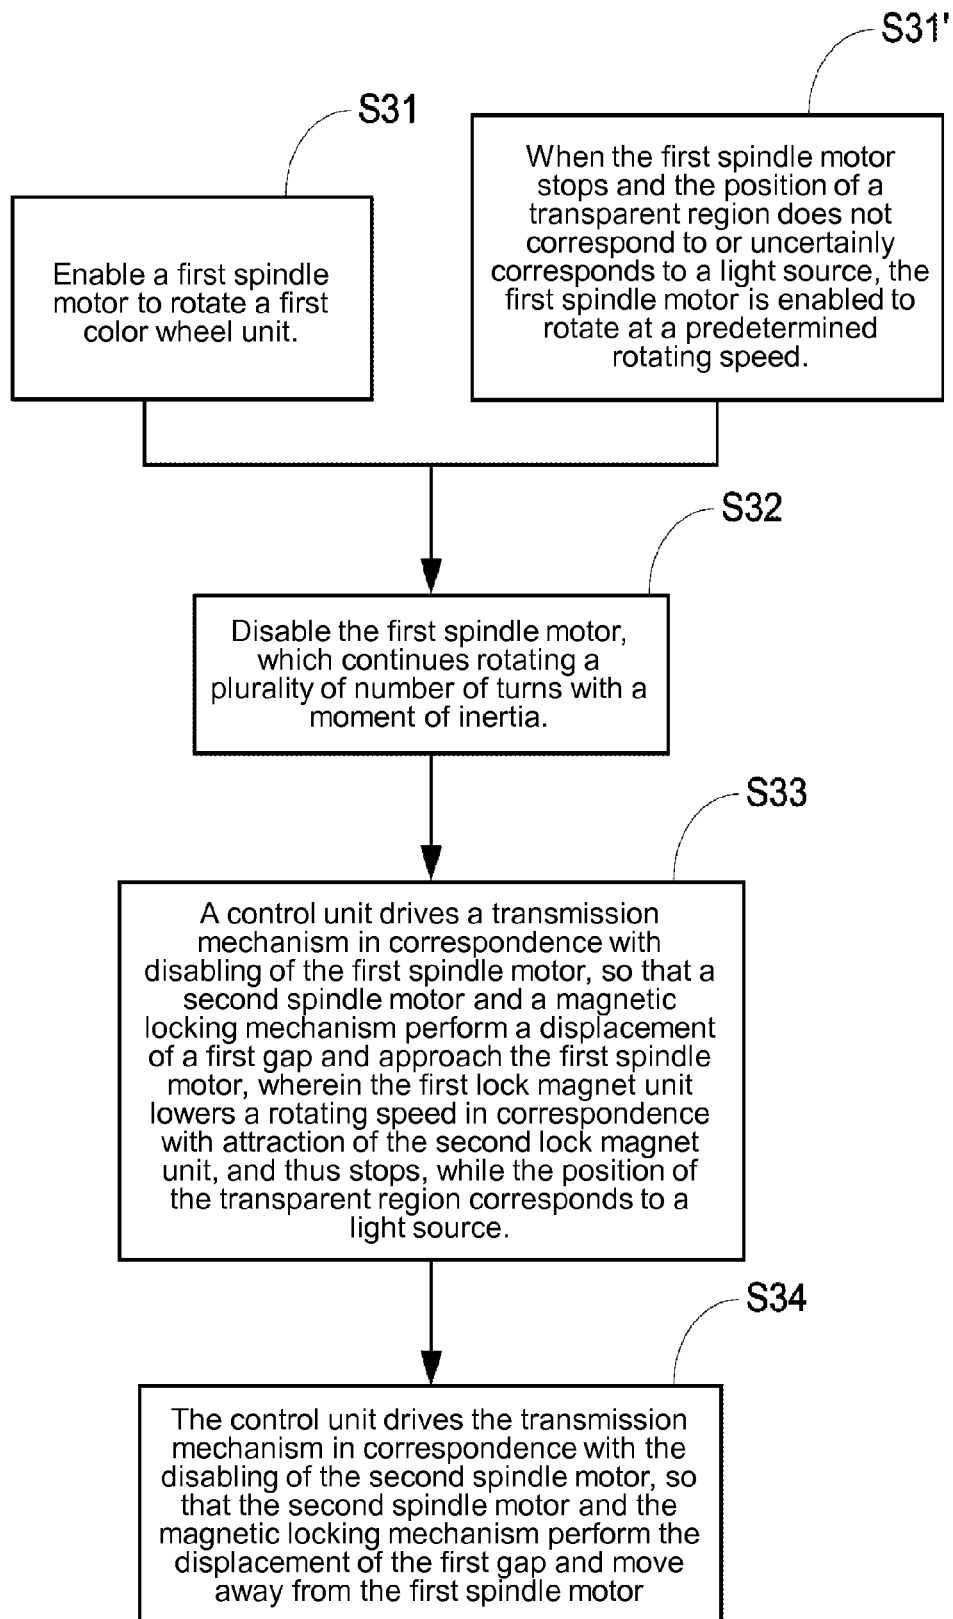 S31'
S31
When the first spindle motor
stops and the position of a
transparent region does not
correspond to or uncertainly
corresponds to a light source, the
first spindle motor is enabled to
rotate at a predetermined
rotating speed.
Enable a first spindle
motor to rotate a first
color wheel unit.
S32
Disable the first spindle motor,
which continues rotating a
plurality of number of turns with a
moment of inertia.
S33
A control unit drives a transmission
mechanism in correspondence with
disabling of the first spindle motor, so that a
second spindle motor and a magnetic
locking mechanism perform a displacement
of a first gap and approach the first spindle
motor, wherein the first lock magnet unit
lowers a rotating speed in correspondence
with attraction of the second lock magnet
unit, and thus stops, while the position of
the transparent region corresponds to a
light source.
S34
The control unit drives the transmission
mechanism in correspondence with the
disabling of the second spindle motor, so
that the second spindle motor and the
magnetic locking mechanism perform the
displacement of the first gap and move
away from the first spindle motor